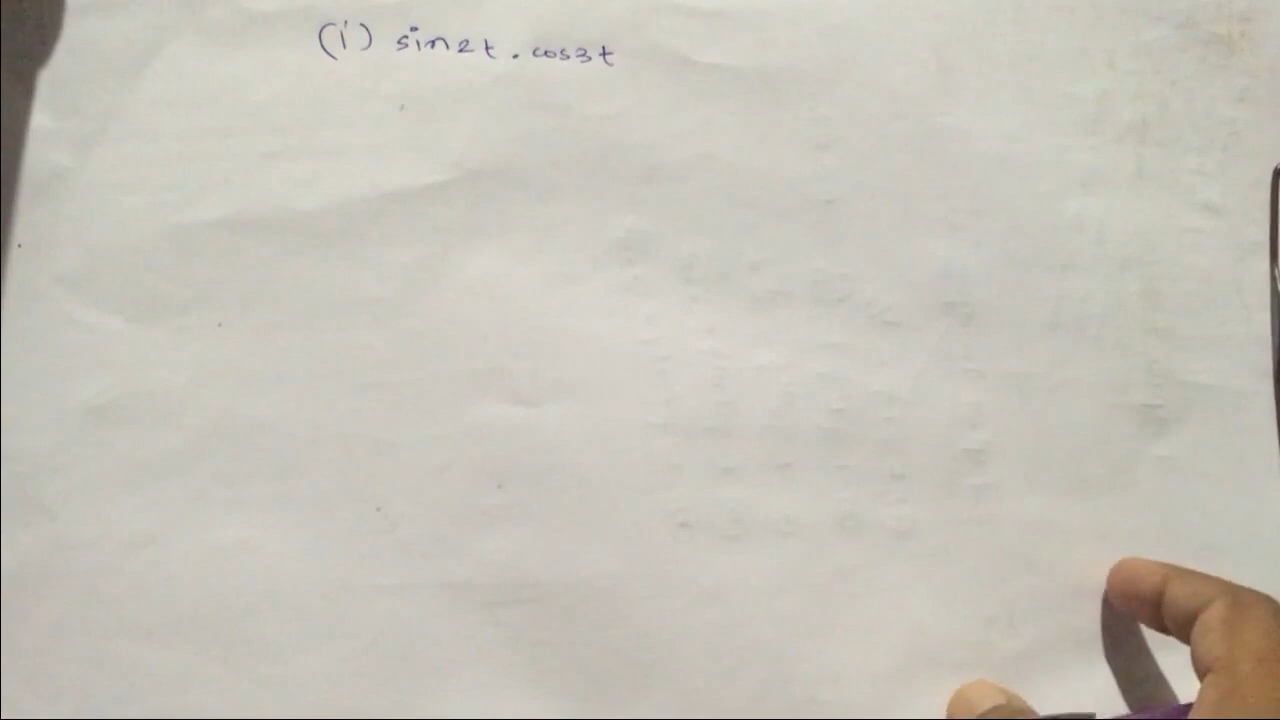 (i) sin2t . cos3t